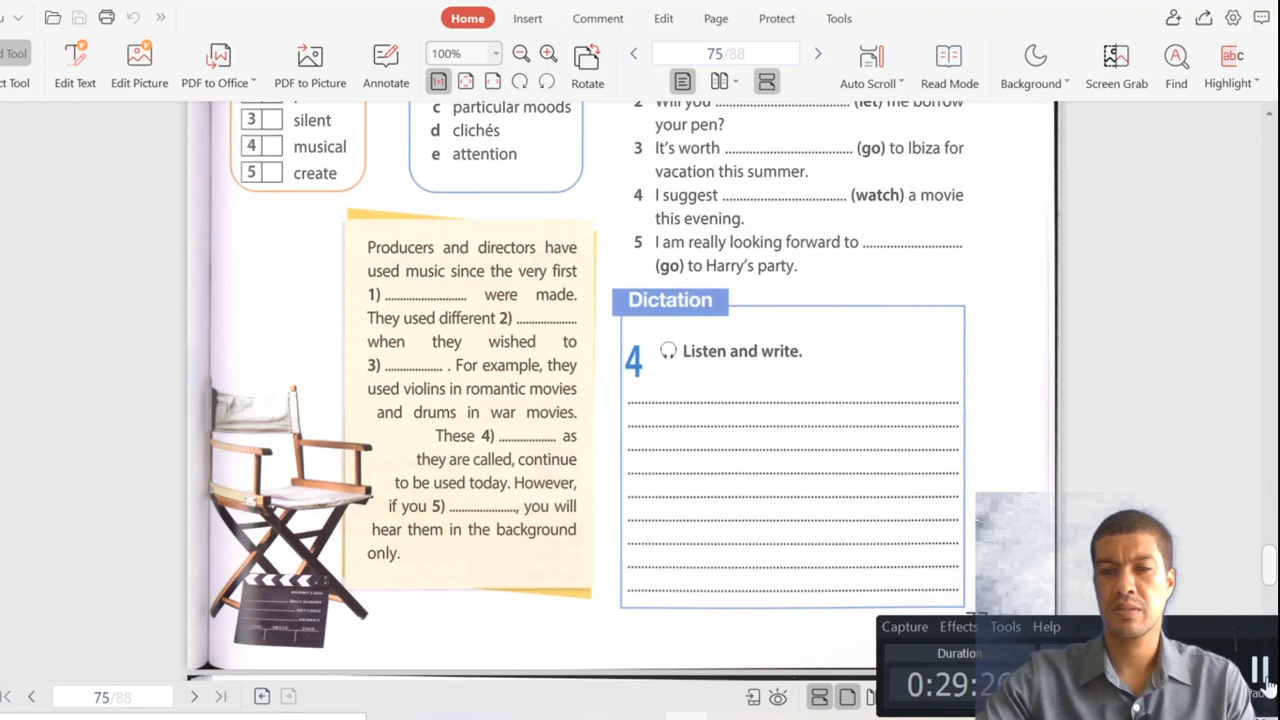 Home
Insert
Comment
Edit
Page
Protect
Tools
Tool
Edit Text
Edit Picture
PDF to Office
PDF to Picture
Annotate
100%
Rotate
75/88
Auto Scroll
Read Mode
Background
Screen Grab
Find
Highlight
3 silent
4 musical
5 create
c particular moods
d clichés
e attention
2 Will you ............ (let) me borrow
your pen?
3 It's worth ............ (go) to Ibiza for
vacation this summer.
4 I suggest ............ (watch) a movie
this evening.
5 I am really looking forward to ............
(go) to Harry's party.
Producers and directors have
used music since the very first
1) ............ were made.
They used different 2) ............
when they wished to
3) ............ . For example, they
used violins in romantic movies
and drums in war movies.
These 4) ............ as
they are called, continue
to be used today. However,
if you 5) ............, you will
hear them in the background
only.
Dictation
4 Listen and write.
Capture Effects Tools Help
Duration
75/88